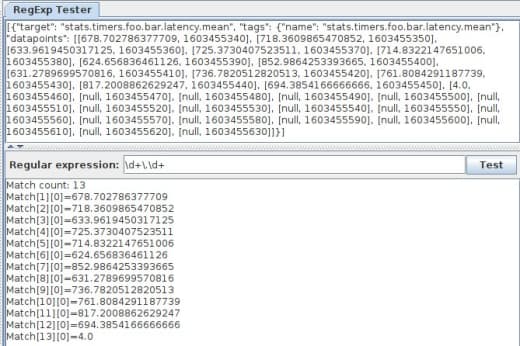 RegExp Tester
[{"target": "stats.timers.foo.bar.latency.mean", "tags": {"name": "stats.timers.foo.bar.latency.mean"},
"datapoints": [[678.702786377709, 1603455340], [718.3609865470852, 1603455350],
[633.9619450317125, 1603455360], [725.3730407523511, 1603455370], [714.8322147651006,
1603455380], [624.656836461126, 1603455390], [852.9864253393665, 1603455400],
[631.2789699570816, 1603455410], [736.7820512820513, 1603455420], [761.8084291187739,
1603455430], [817.2008862629247, 1603455440], [694.3854166666666, 1603455450], [4.0,
1603455460], [null, 1603455470], [null, 1603455480], [null, 1603455490], [null, 1603455500], [null,
1603455510], [null, 1603455520], [null, 1603455530], [null, 1603455540], [null, 1603455550], [null,
1603455560], [null, 1603455570], [null, 1603455580], [null, 1603455590], [null, 1603455600], [null,
1603455610], [null, 1603455620], [null, 1603455630]]}]
Regular expression: \d+\.\d+ Test
Match count: 13
Match[1][0]=678.702786377709
Match[2][0]=718.3609865470852
Match[3][0]=633.9619450317125
Match[4][0]=725.3730407523511
Match[5][0]=714.8322147651006
Match[6][0]=624.656836461126
Match[7][0]=852.9864253393665
Match[8][0]=631.2789699570816
Match[9][0]=736.7820512820513
Match[10][0]=761.8084291187739
Match[11][0]=817.2008862629247
Match[12][0]=694.3854166666666
Match[13][0]=4.0